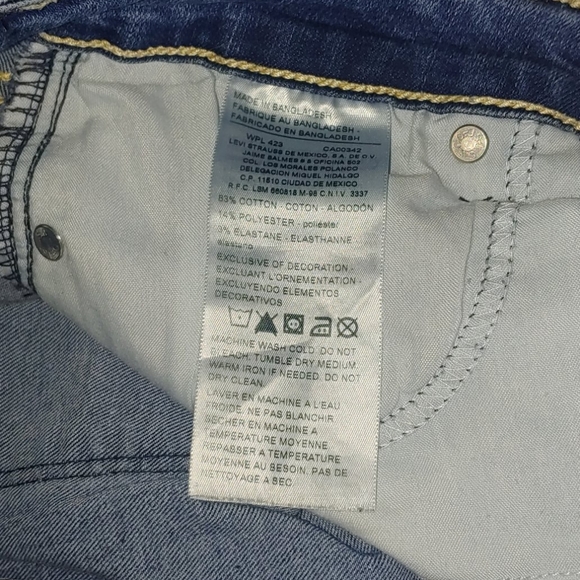 MADE IN BANGLADESH -
FABRIQUE AU BANGLADESH -
FABRICADO EN BANGLADESH -
WPL 423 CA00342
LEVI STRAUSS DE MEXICO, S.A. DE C.V.
JAIME BALMES # 8 OFICINA 602
COL. LOS MORALES POLANCO
DELEGACION MIGUEL HIDALGO
C.P. 11510 CIUDAD DE MEXICO
R.F.C. LSM 660818 M-98 C.N.I.V. 3337
83% COTTON - COTON - ALGODÓN
14% POLYESTER - poliéster
3% ELASTANE - ELASTHANNE -
elastano
EXCLUSIVE OF DECORATION -
EXCLUANT L'ORNEMENTATION -
EXCLUYENDO ELEMENTOS
DECORATIVOS
MACHINE WASH COLD. DO NOT
BLEACH. TUMBLE DRY MEDIUM.
WARM IRON IF NEEDED. DO NOT
DRY CLEAN.
LAVER EN MACHINE A L'EAU
FROIDE. NE PAS BLANCHIR.
SECHER EN MACHINE A
TEMPERATURE MOYENNE.
REPASSER A TEMPERATURE
MOYENNE AU BESOIN. PAS DE
NETTOYAGE A SEC.